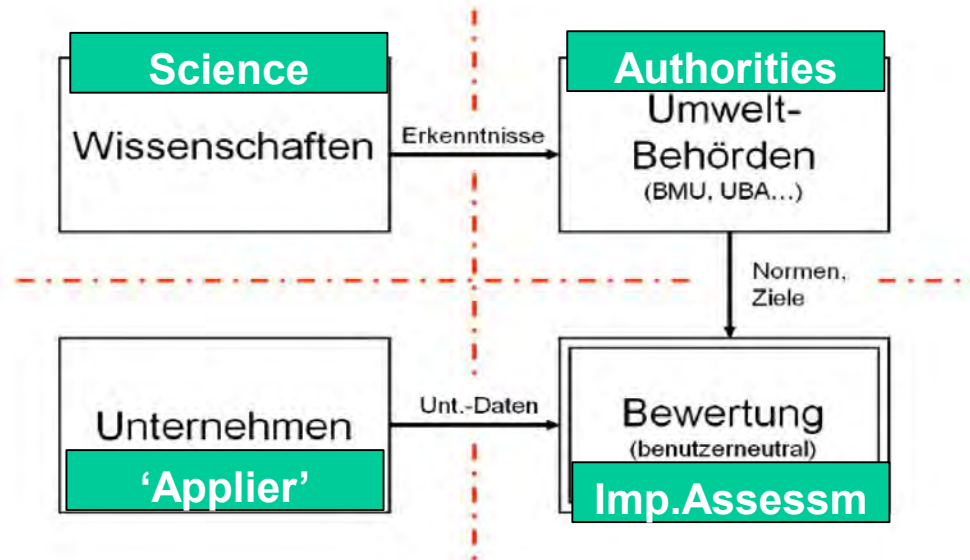 Science
Wissenschaften
Erkenntnisse
Authorities
Umwelt-
Behörden
(BMU, UBA...)
Normen,
Ziele
Unternehmen
‘Applier’
Unt.-Daten
Bewertung
(benutzerneutral)
Imp.Assessm